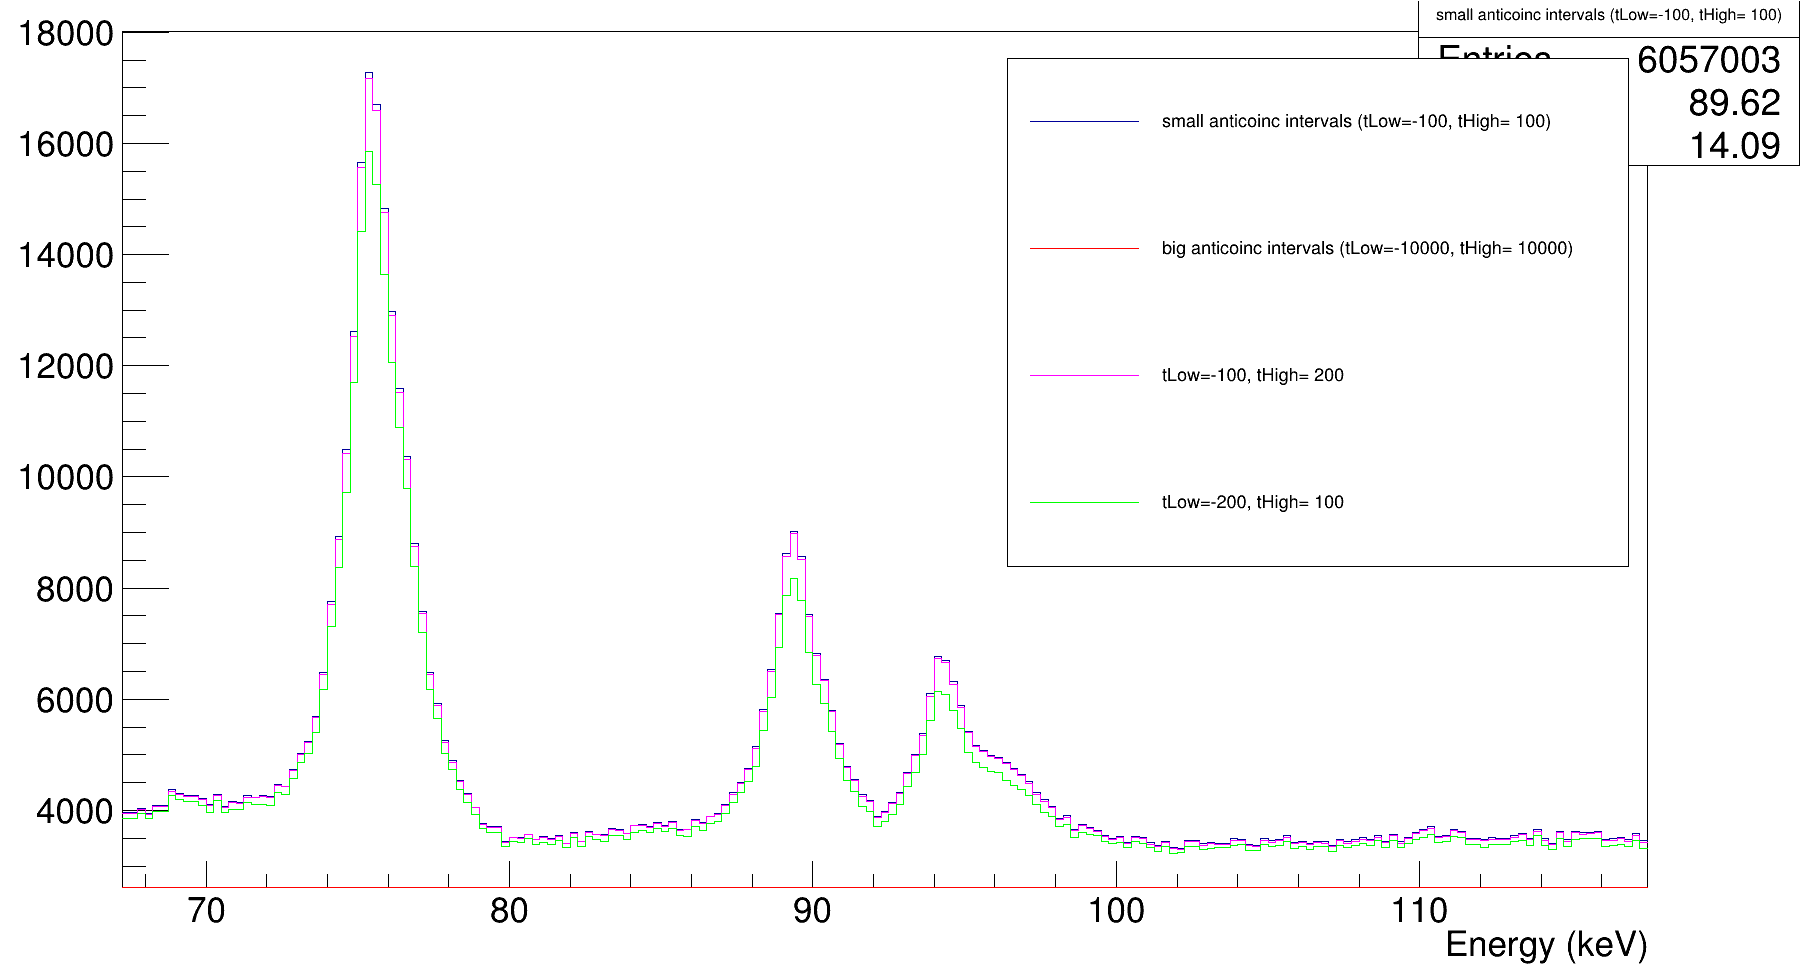 small anticoinc intervals (tLow=-100, tHigh= 100)
Entries 6057003
89.62
14.09
small anticoinc intervals (tLow=-100, tHigh= 100)
big anticoinc intervals (tLow=-10000, tHigh= 10000)
tLow=-100, tHigh= 200
tLow=-200, tHigh= 100
18000
16000
14000
12000
10000
8000
6000
4000
70 80 90 100 110
Energy (keV)